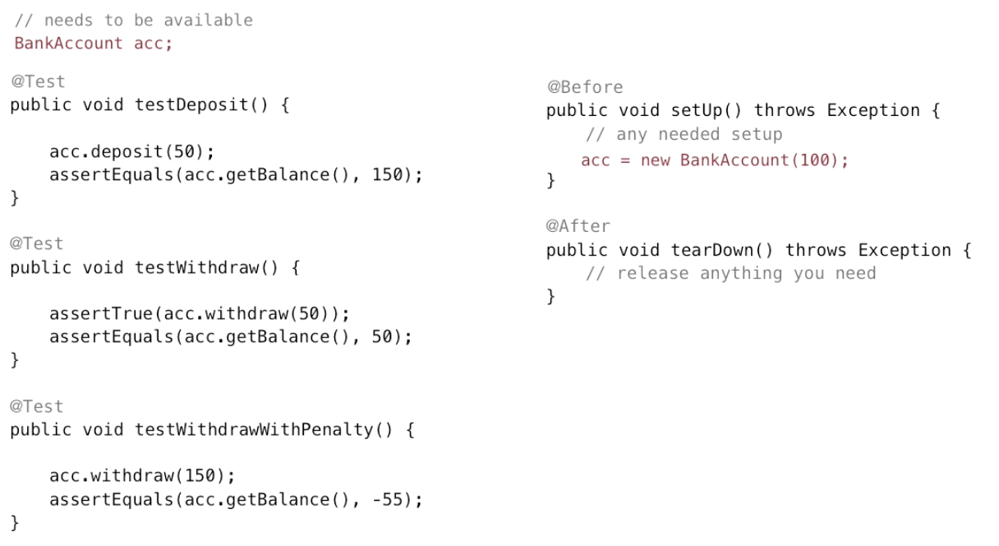 // needs to be available
BankAccount acc;
@Test
public void testDeposit() {
acc.deposit(50);
assertEquals(acc.getBalance(), 150);
}
@Test
public void testWithdraw() {
assertTrue(acc.withdraw(50));
assertEquals(acc.getBalance(), 50);
}
@Test
public void testWithdrawWithPenalty() {
acc.withdraw(150);
assertEquals(acc.getBalance(), -55);
}
@Before
public void setUp() throws Exception {
// any needed setup
acc = new BankAccount(100);
}
@After
public void tearDown() throws Exception {
// release anything you need
}